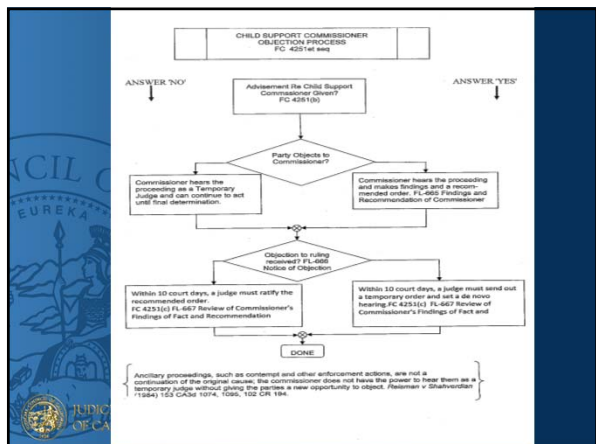 CHILD SUPPORT COMMISSIONER
OBJECTION PROCESS
FC 4251et seq
ANSWER 'NO'
ANSWER 'YES'
Advisement Re Child Support
Commissioner Given?
FC 4251(b)
Party Objects to
Commissioner?
Commissioner hears the
proceeding as a Temporary
Judge and can continue to act
until final determination.
Commissioner hears the proceeding
and makes findings and a recom-
mended order. FL-665 Findings and
Recommendation of Commissioner
Objection to ruling
received? FL-666
Notice of Objection
Within 10 court days, a judge must ratify the
recommended order.
FC 4251(c) FL-667 Review of Commissioner's
Findings of Fact and Recommendation
Within 10 court days, a judge must send out
a temporary order and set a de novo
hearing.FC 4251(c) FL-667 Review of
Commissioner's Findings of Fact and
DONE
Ancillary proceedings, such as contempt and other enforcement actions, are not a
continuation of the original cause; the commissioner does not have the power to hear them as a
temporary judge without giving the parties a new opportunity to object. Reisman v Shahverdian
(1984) 153 CA3d 1074, 1095, 102 CR 194.
NCIL O
EUREKA
JUDIC
OF CA